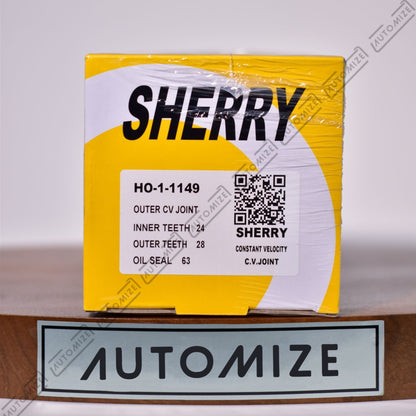 SHERRY
HO-1-1149
OUTER CV JOINT
INNER TEETH 24
OUTER TEETH 28
OIL SEAL 63
SHERRY
CONSTANT VELOCITY
C.V.JOINT
AUTOMIZE
AUTOMIZE